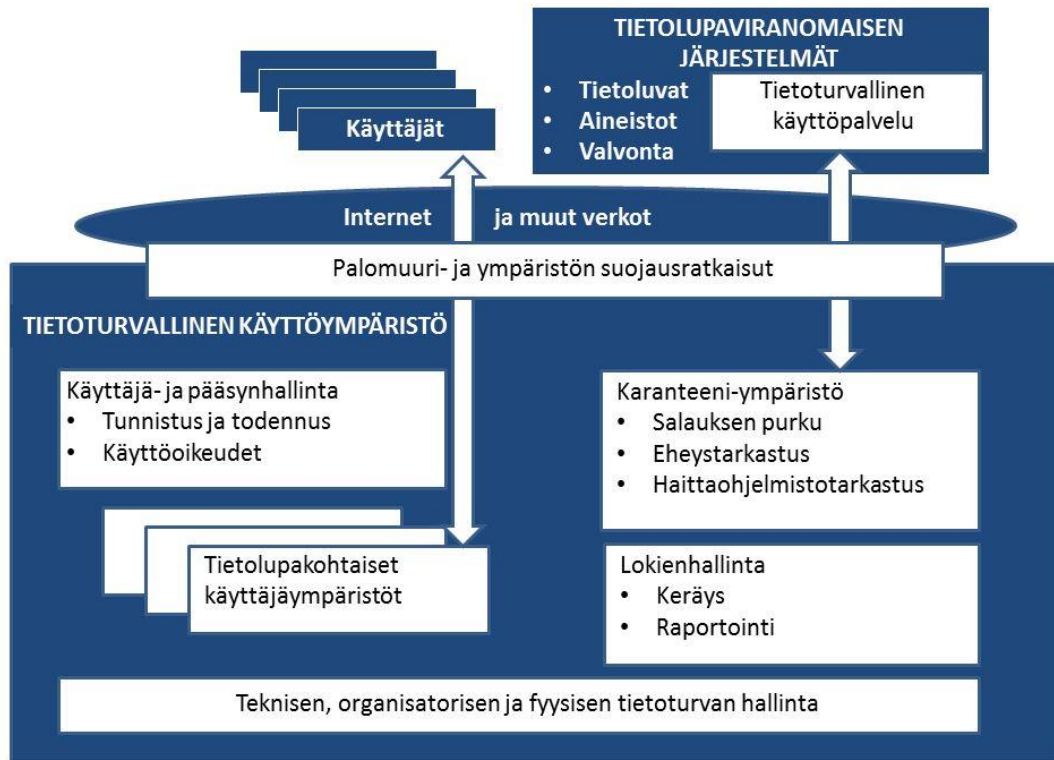 TIETOLUPAVIRANOMAISEN
JÄRJESTELMÄT
• Tietoluvat
• Aineistot
• Valvonta
Tietoturvallinen
käyttöpalvelu
Käyttäjät
Internet ja muut verkot
Palomuuri- ja ympäristön suojausratkaisut
TIETOTURVALLINEN KÄYTTÖYMPÄRISTÖ
Käyttäjä- ja pääsynhallinta
• Tunnistus ja todennus
• Käyttöoikeudet
Karanteeni-ympäristö
• Salauksen purku
• Eheystarkastus
• Haittaohjelmistotarkastus
Tietolupakohtaiset
käyttäjäympäristöt
Lokienhallinta
• Keräys
• Raportointi
Teknisen, organisatorisen ja fyysisen tietoturvan hallinta